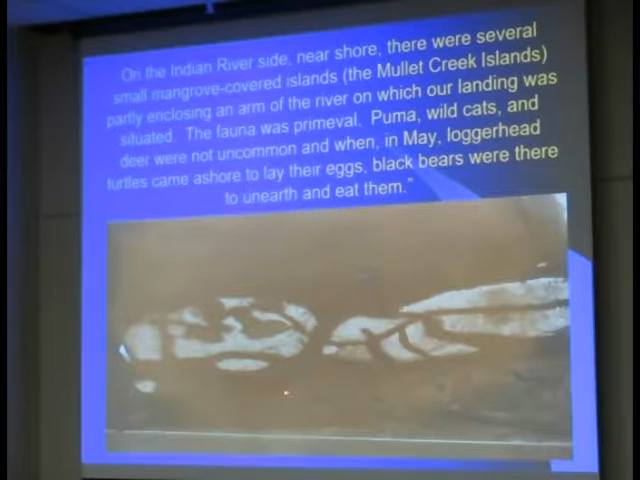 On the Indian River side, near shore, there were several
small mangrove-covered islands (the Mullet Creek Islands)
partly enclosing an arm of the river on which our landing was
situated. The fauna was primeval. Puma, wild cats, and
deer were not uncommon and when, in May, loggerhead
turtles came ashore to lay their eggs, black bears were there
to unearth and eat them."